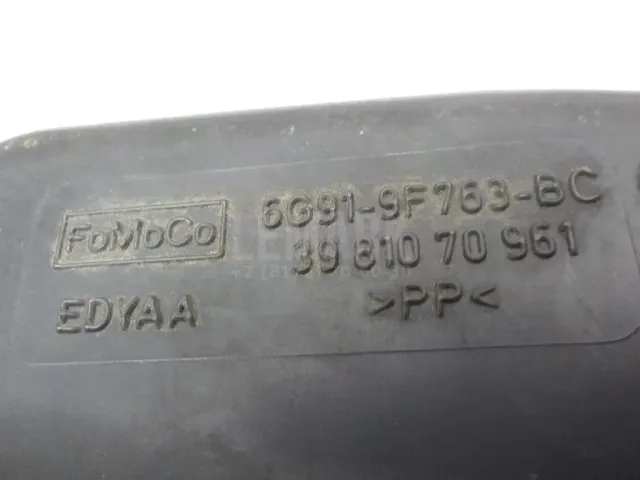 FoMoCo
6G91-9F763-BC
39 810 70 961
EDYAA
>PP<